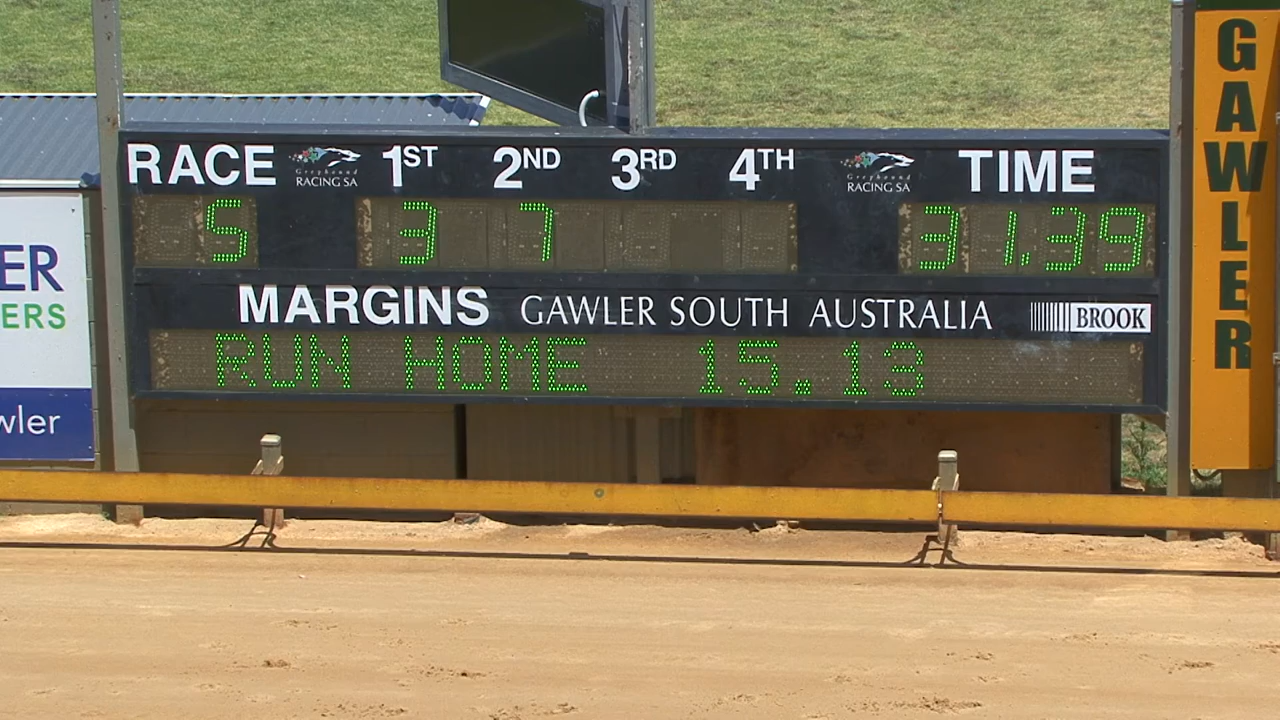 RACE Greyhound RACING SA 1ST 2ND 3RD 4TH Greyhound RACING SA TIME
5 3 7 31.39
MARGINS GAWLER SOUTH AUSTRALIA BROOK
RUN HOME 15.13
GAWLER
ER
ERS
wler